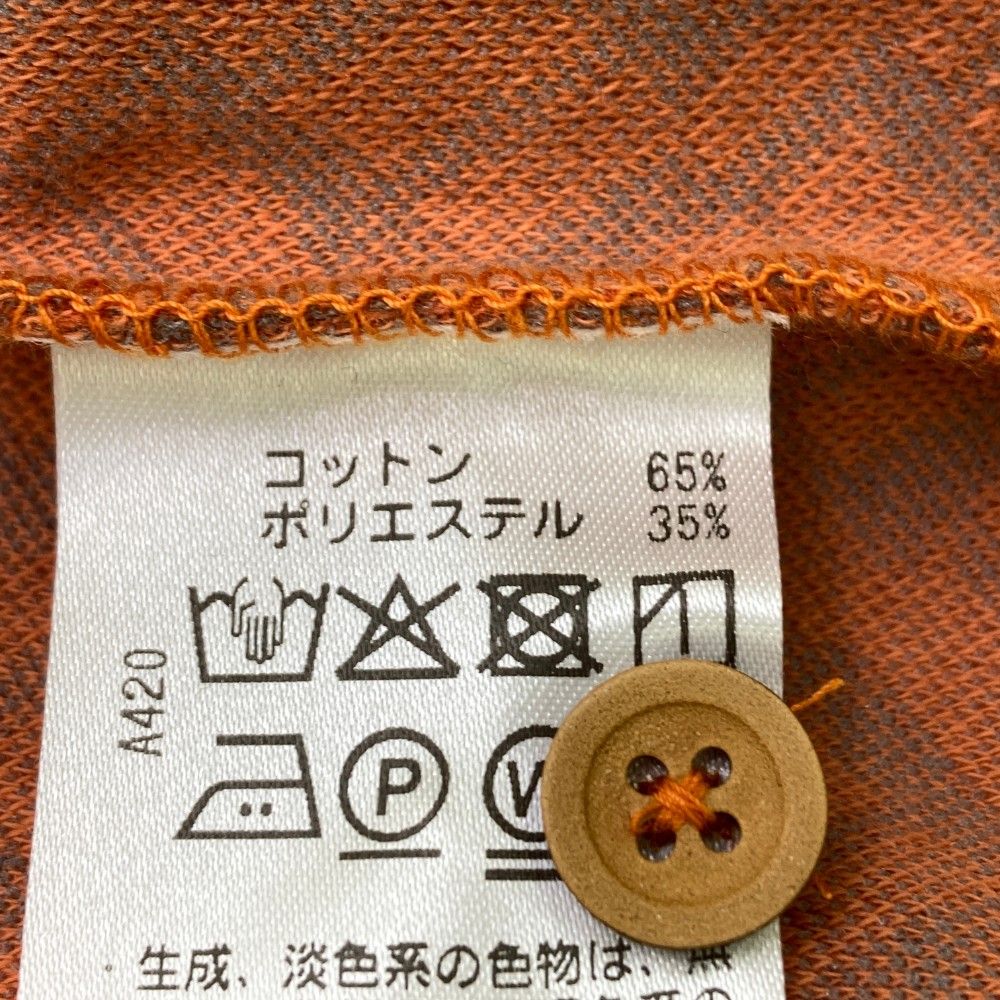 コットン 65%
ポリエステル 35%
A420
P
W
生成、淡色系の色物は、無